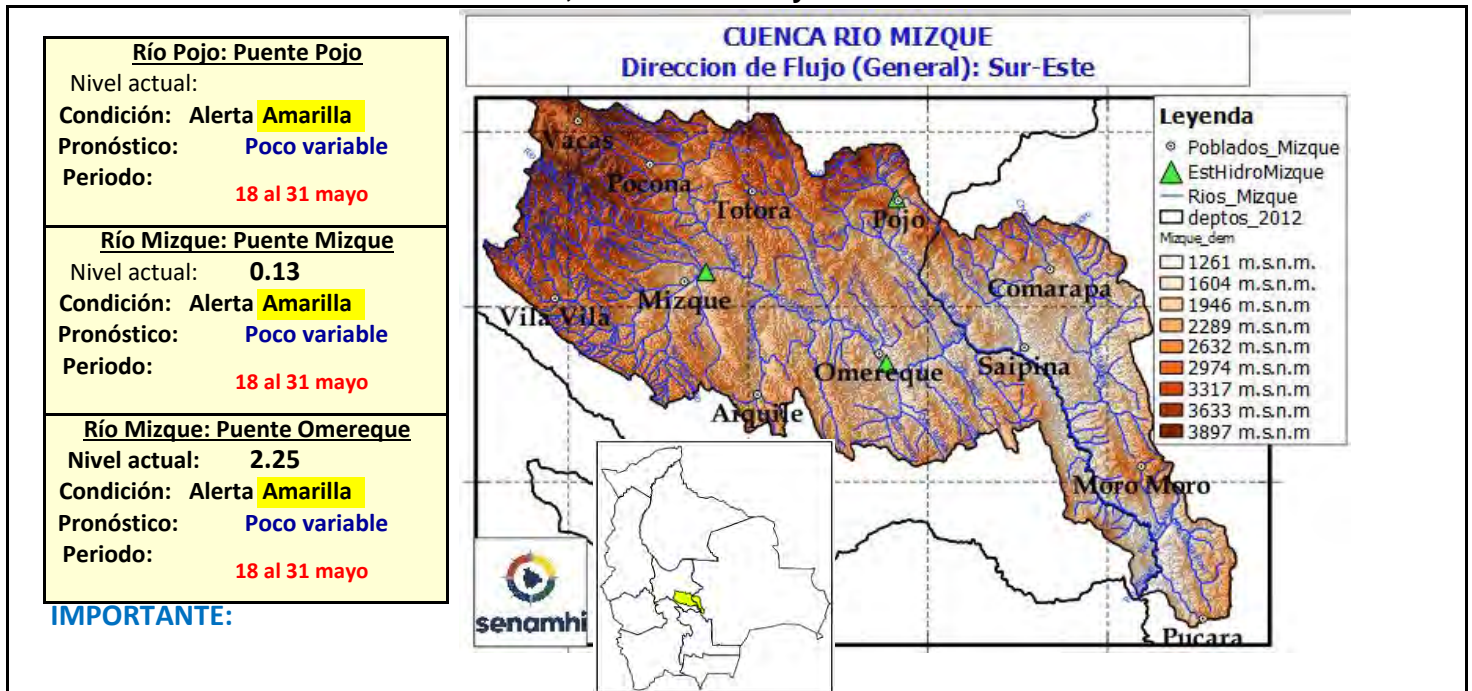 Río Pojo: Puente Pojo
Nivel actual:
Condición: Alerta Amarilla
Pronóstico: Poco variable
Periodo:
18 al 31 mayo
Río Mizque: Puente Mizque
Nivel actual: 0.13
Condición: Alerta Amarilla
Pronóstico: Poco variable
Periodo:
18 al 31 mayo
Río Mizque: Puente Omereque
Nivel actual: 2.25
Condición: Alerta Amarilla
Pronóstico: Poco variable
Periodo:
18 al 31 mayo
IMPORTANTE:
CUENCA RIO MIZQUE
Direccion de Flujo (General): Sur-Este
Vacas
Pocona
Totora
Pojo
Mizque
Comarapa
Vila Vila
Omereque
Saipina
Aiquile
Moro Moro
Pucara
Leyenda
Poblados_Mizque
EstHidroMizque
Rios_Mizque
deptos_2012
Mizque_dem
1261 m.s.n.m.
1604 m.s.n.m.
1946 m.s.n.m
2289 m.s.n.m
2632 m.s.n.m
2974 m.s.n.m
3317 m.s.n.m
3633 m.s.n.m
3897 m.s.n.m
senamhi